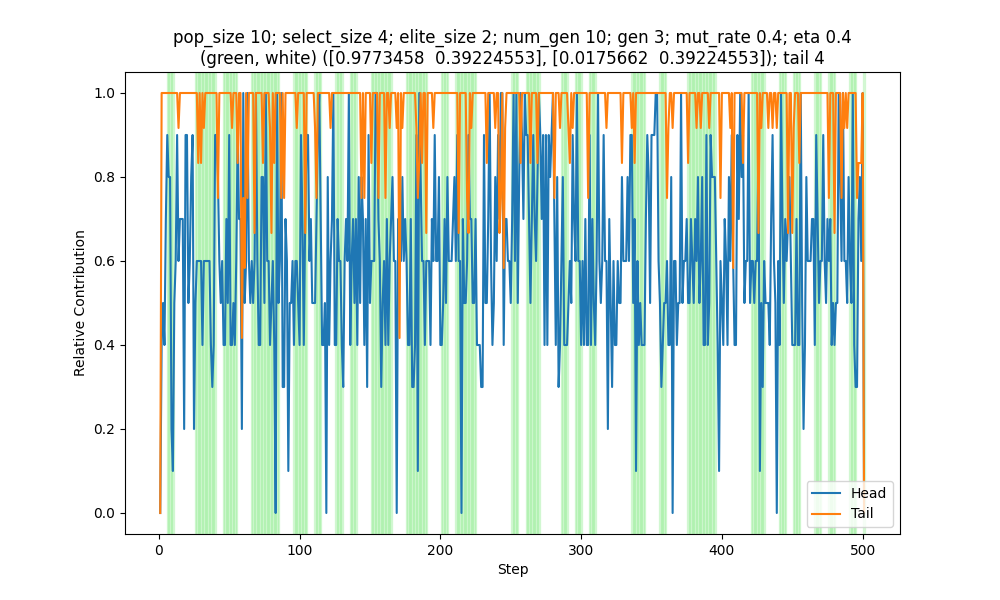 pop_size 10; select_size 4; elite_size 2; num_gen 10; gen 3; mut_rate 0.4; eta 0.4
(green, white) ([0.9773458  0.39224553], [0.0175662  0.39224553]); tail 4
1.0
0.8
0.6
0.4
0.2
0.0
Relative Contribution
Head
Tail
0
100
200
300
400
500
Step